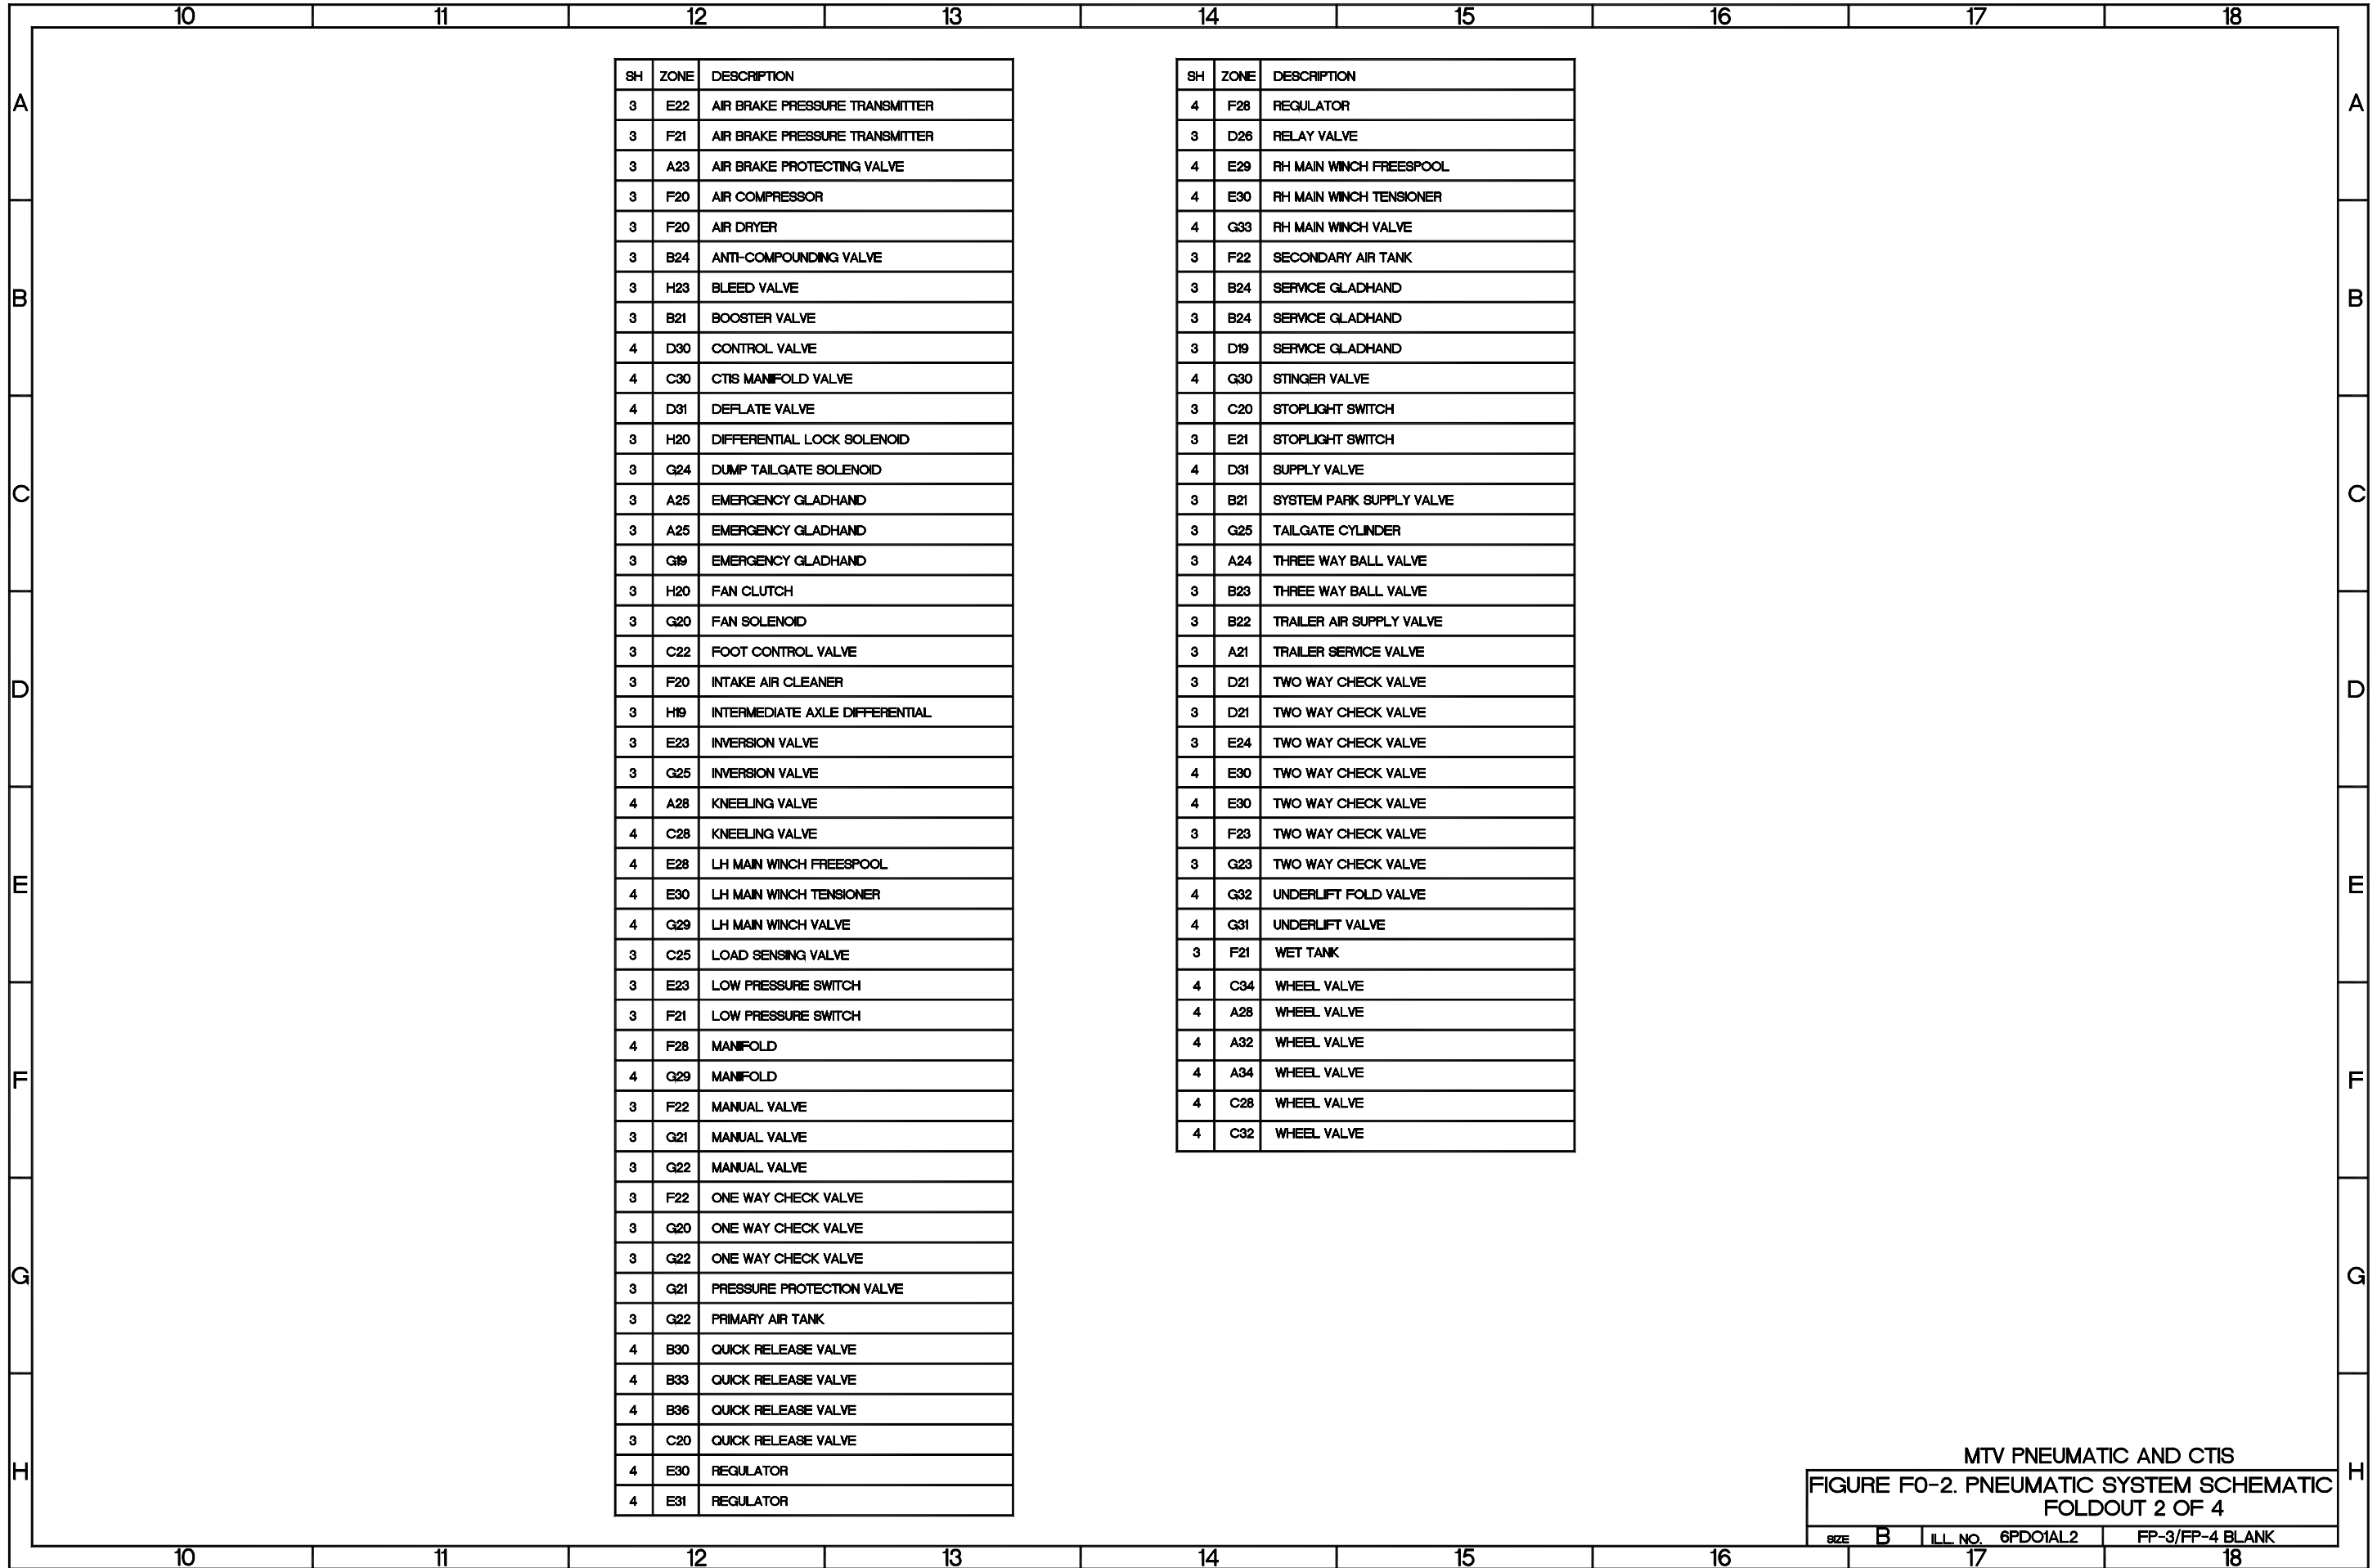 10 11 12 13 14 15 16 17 18
A
B
C
D
E
F
G
H
SH ZONE DESCRIPTION
3 E22 AIR BRAKE PRESSURE TRANSMITTER
3 F21 AIR BRAKE PRESSURE TRANSMITTER
3 A23 AIR BRAKE PROTECTING VALVE
3 F20 AIR COMPRESSOR
3 F20 AIR DRYER
3 B24 ANTI-COMPOUNDING VALVE
3 H23 BLEED VALVE
3 B21 BOOSTER VALVE
4 D30 CONTROL VALVE
4 C30 CTIS MANIFOLD VALVE
4 D31 DEFLATE VALVE
3 H20 DIFFERENTIAL LOCK SOLENOID
3 G24 DUMP TAILGATE SOLENOID
3 A25 EMERGENCY GLADHAND
3 A25 EMERGENCY GLADHAND
3 G19 EMERGENCY GLADHAND
3 H20 FAN CLUTCH
3 G20 FAN SOLENOID
3 C22 FOOT CONTROL VALVE
3 F20 INTAKE AIR CLEANER
3 H19 INTERMEDIATE AXLE DIFFERENTIAL
3 E23 INVERSION VALVE
3 G25 INVERSION VALVE
4 A28 KNEELING VALVE
4 C28 KNEELING VALVE
4 E28 LH MAIN WINCH FREESPOOL
4 E30 LH MAIN WINCH TENSIONER
4 G29 LH MAIN WINCH VALVE
3 C25 LOAD SENSING VALVE
3 E23 LOW PRESSURE SWITCH
3 F21 LOW PRESSURE SWITCH
4 F28 MANIFOLD
4 G29 MANIFOLD
3 F22 MANUAL VALVE
3 G21 MANUAL VALVE
3 G22 MANUAL VALVE
3 F22 ONE WAY CHECK VALVE
3 G20 ONE WAY CHECK VALVE
3 G22 ONE WAY CHECK VALVE
3 G21 PRESSURE PROTECTION VALVE
3 G22 PRIMARY AIR TANK
4 B30 QUICK RELEASE VALVE
4 B33 QUICK RELEASE VALVE
4 B36 QUICK RELEASE VALVE
3 C20 QUICK RELEASE VALVE
4 E30 REGULATOR
4 E31 REGULATOR
SH ZONE DESCRIPTION
4 F28 REGULATOR
3 D26 RELAY VALVE
4 E29 RH MAIN WINCH FREESPOOL
4 E30 RH MAIN WINCH TENSIONER
4 G33 RH MAIN WINCH VALVE
3 F22 SECONDARY AIR TANK
3 B24 SERVICE GLADHAND
3 B24 SERVICE GLADHAND
3 D19 SERVICE GLADHAND
4 G30 STINGER VALVE
3 C20 STOPLIGHT SWITCH
3 E21 STOPLIGHT SWITCH
4 D31 SUPPLY VALVE
3 B21 SYSTEM PARK SUPPLY VALVE
3 G25 TAILGATE CYLINDER
3 A24 THREE WAY BALL VALVE
3 B23 THREE WAY BALL VALVE
3 B22 TRAILER AIR SUPPLY VALVE
3 A21 TRAILER SERVICE VALVE
3 D21 TWO WAY CHECK VALVE
3 D21 TWO WAY CHECK VALVE
3 E24 TWO WAY CHECK VALVE
4 E30 TWO WAY CHECK VALVE
4 E30 TWO WAY CHECK VALVE
3 F23 TWO WAY CHECK VALVE
3 G23 TWO WAY CHECK VALVE
4 G32 UNDERLIFT FOLD VALVE
4 G31 UNDERLIFT VALVE
3 F21 WET TANK
4 C34 WHEEL VALVE
4 A28 WHEEL VALVE
4 A32 WHEEL VALVE
4 A34 WHEEL VALVE
4 C28 WHEEL VALVE
4 C32 WHEEL VALVE
A
B
C
D
E
F
G
H
MTV PNEUMATIC AND CTIS
FIGURE F0-2. PNEUMATIC SYSTEM SCHEMATIC
FOLDOUT 2 OF 4
SIZE B ILL. NO. 6PD01AL2 FP-3/FP-4 BLANK
10 11 12 13 14 15 16 17 18